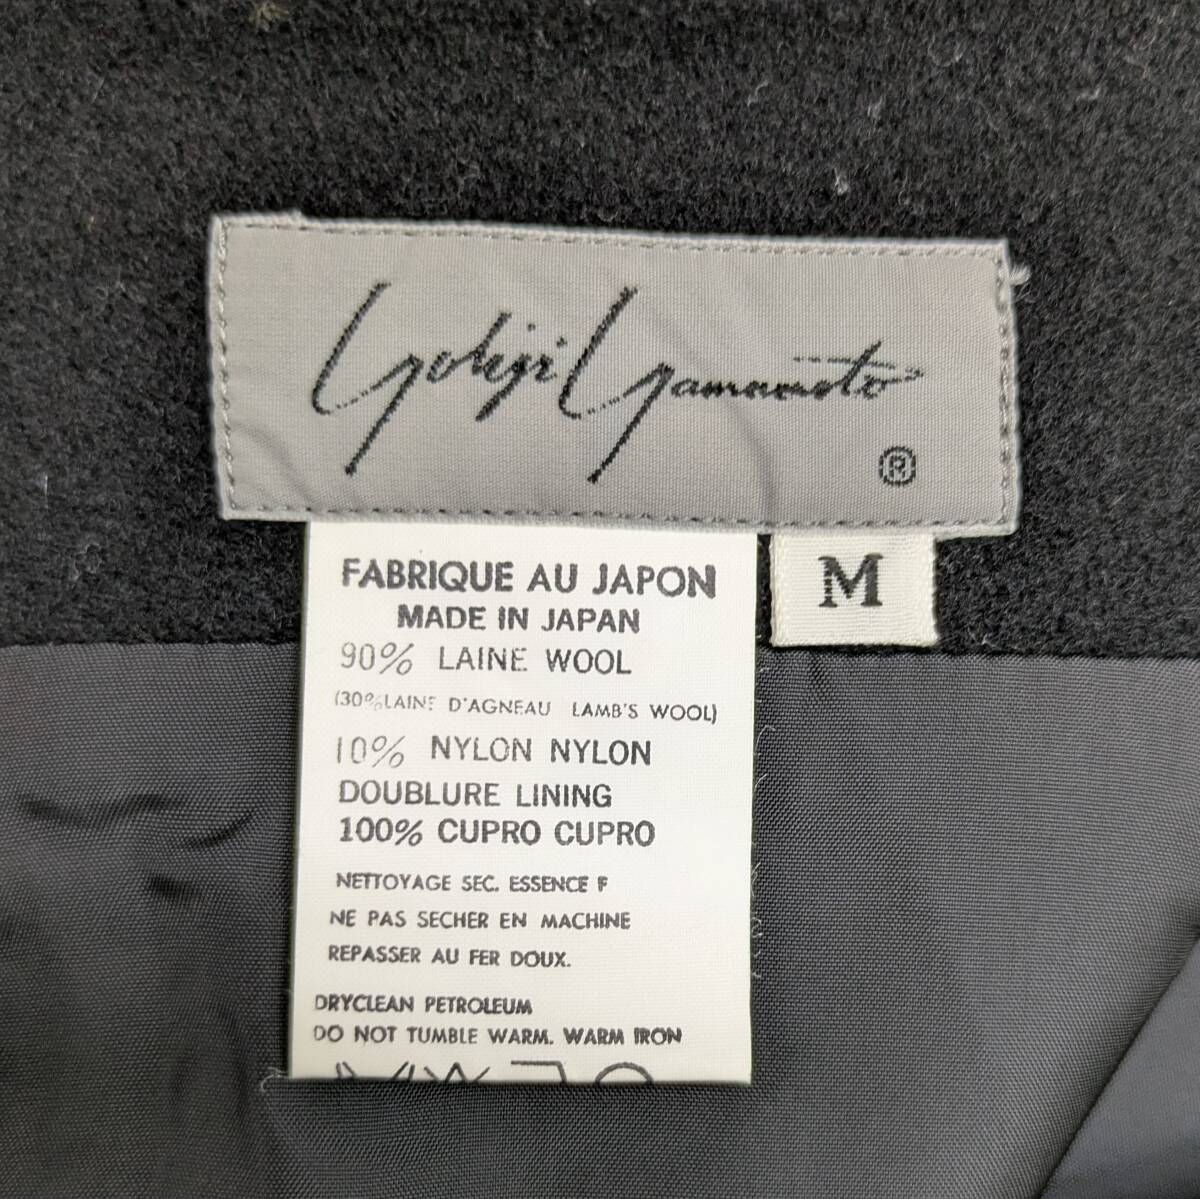 Yohji Yamamoto
®
M
FABRIQUE AU JAPON
MADE IN JAPAN
90% LAINE WOOL
(30%LAINE D'AGNEAU LAMB'S WOOL)
10% NYLON NYLON
DOUBLURE LINING
100% CUPRO CUPRO
NETTOYAGE SEC. ESSENCE F
NE PAS SECHER EN MACHINE
REPASSER AU FER DOUX.
DRYCLEAN PETROLEUM
DO NOT TUMBLE WARM. WARM IRON